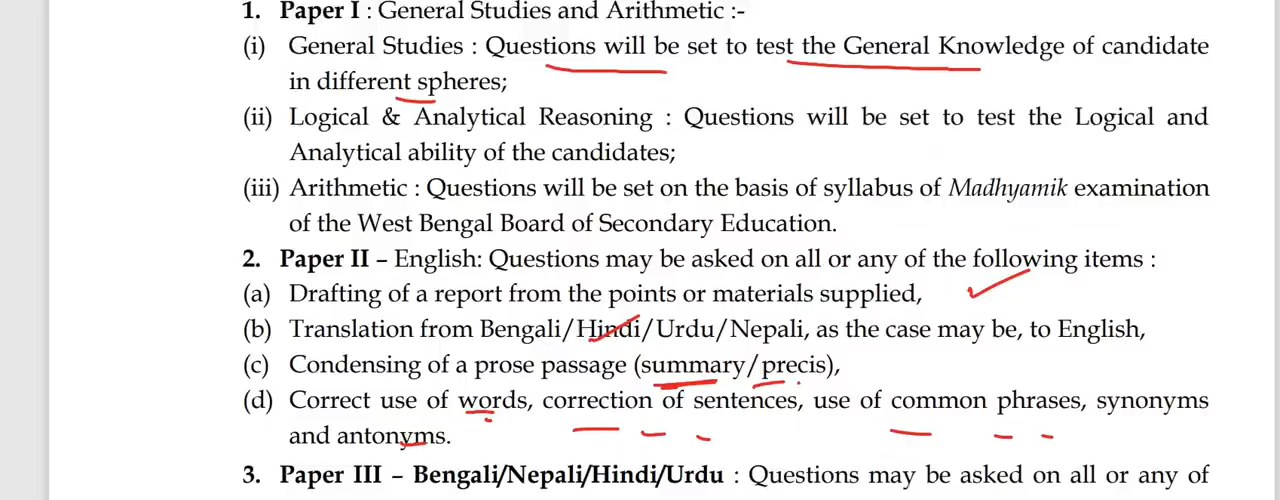 1. Paper I : General Studies and Arithmetic :-
(i) General Studies : Questions will be set to test the General Knowledge of candidate
in different spheres;
(ii) Logical & Analytical Reasoning : Questions will be set to test the Logical and
Analytical ability of the candidates;
(iii) Arithmetic : Questions will be set on the basis of syllabus of Madhyamik examination
of the West Bengal Board of Secondary Education.
2. Paper II – English: Questions may be asked on all or any of the following items :
(a) Drafting of a report from the points or materials supplied,
(b) Translation from Bengali/Hindi/Urdu/Nepali, as the case may be, to English,
(c) Condensing of a prose passage (summary/precis),
(d) Correct use of words, correction of sentences, use of common phrases, synonyms
and antonyms.
3. Paper III – Bengali/Nepali/Hindi/Urdu : Questions may be asked on all or any of